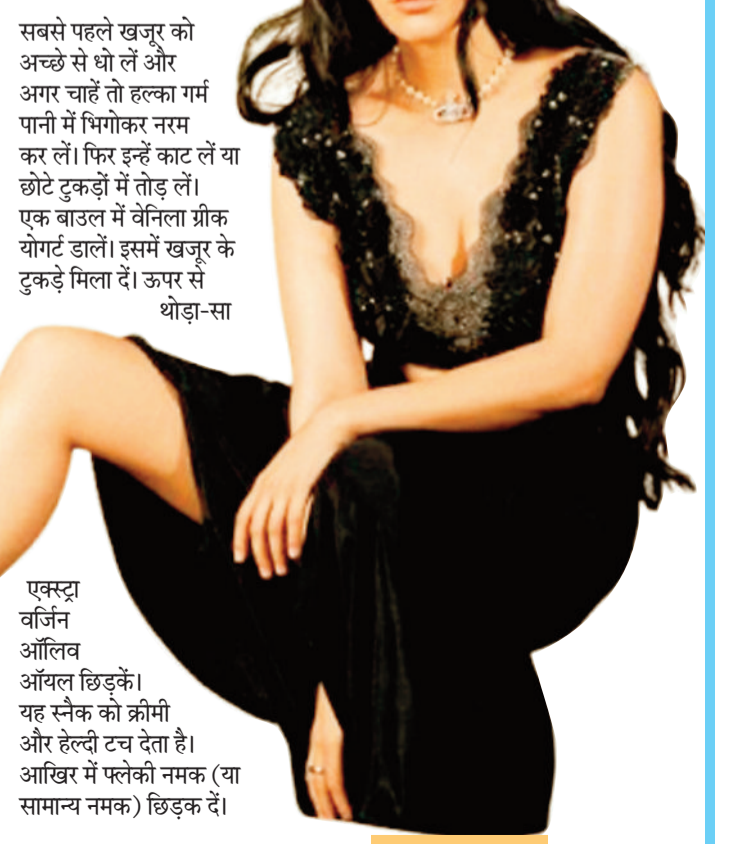 सबसे पहले खजूर को
अच्छे से धो लें और
अगर चाहें तो हल्का गर्म
पानी में भिगोकर नरम
कर लें। फिर इन्हें काट लें या
छोटे टुकड़ों में तोड़ लें।
एक बाउल में वेनिला ग्रीक
योगर्ट डालें। इसमें खजूर के
टुकड़े मिला दें। ऊपर से
थोड़ा-सा
एक्स्ट्रा
वर्जिन
ऑलिव
ऑयल छिड़कें।
यह स्नैक को क्रीमी
और हेल्दी टच देता है।
आखिर में फ्लेकी नमक (या
सामान्य नमक) छिड़क दें।